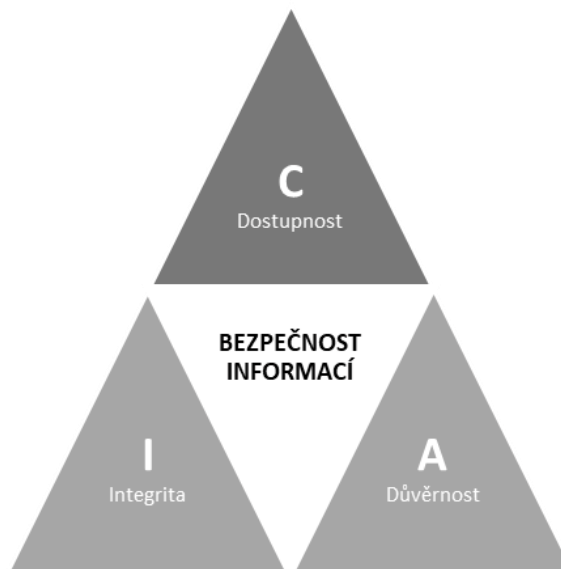 C
Dostupnost
BEZPEČNOST
INFORMACÍ
I
Integrita
A
Důvěrnost